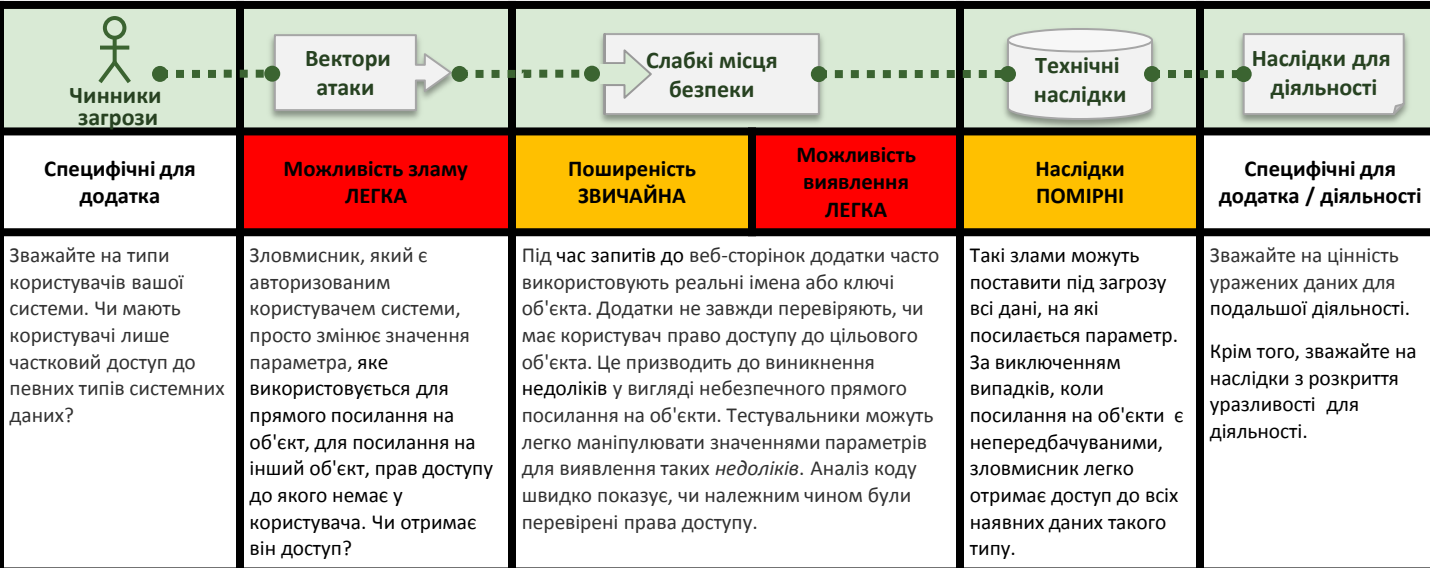 Чинники
загрози
Вектори
атаки
Слабкі місця
безпеки
Технічні
наслідки
Наслідки для
діяльності
Специфічні для
додатка
Можливість зламу
ЛЕГКА
Поширеність
ЗВИЧАЙНА
Можливість
виявлення
ЛЕГКА
Наслідки
ПОМІРНІ
Специфічні для
додатка / діяльності
Зважайте на типи
користувачів вашої
системи. Чи мають
користувачі лише
частковий доступ до
певних типів системних
даних?
Зловмисник, який є
авторизованим
користувачем системи,
просто змінює значення
параметра, яке
використовується для
прямого посилання на
об'єкт, для посилання на
інший об'єкт, прав доступу
до якого немає у
користувача. Чи отримає
він доступ?
Під час запитів до веб-сторінок додатки часто
використовують реальні імена або ключі
об'єкта. Додатки не завжди перевіряють, чи
має користувач право доступу до цільового
об'єкта. Це призводить до виникнення
недоліків у вигляді небезпечного прямого
посилання на об'єкти. Тестувальники можуть
легко маніпулювати значеннями параметрів
для виявлення таких недоліків. Аналіз коду
швидко показує, чи належним чином були
перевірені права доступу.
Такі злами можуть
поставити під загрозу
всі дані, на які
посилається параметр.
За виключенням
випадків, коли
посилання на об'єкти є
непередбачуваними,
зловмисник легко
отримає доступ до всіх
наявних даних такого
типу.
Зважайте на цінність
уражених даних для
подальшої діяльності.
Крім того, зважайте на
наслідки з розкриття
уразливості для
діяльності.